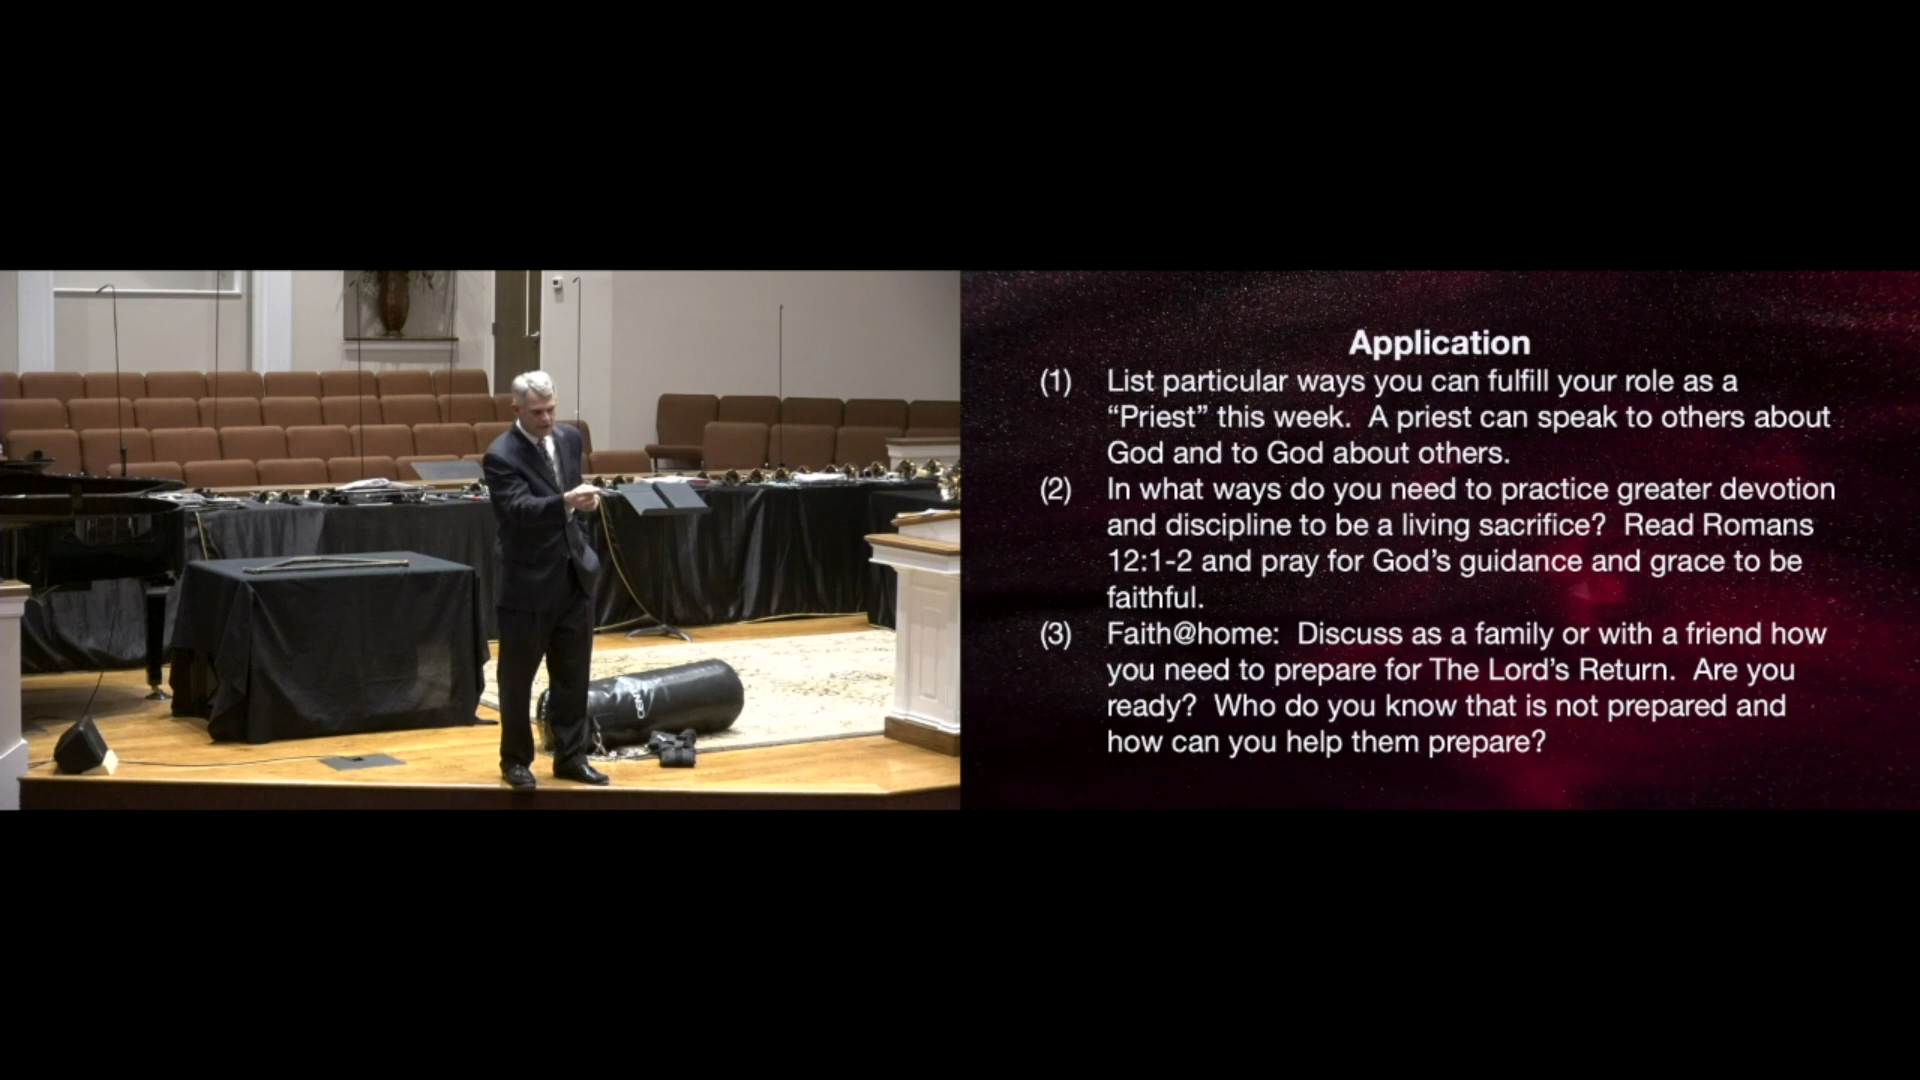 Application
(1) List particular ways you can fulfill your role as a
“Priest” this week.  A priest can speak to others about
God and to God about others.
(2) In what ways do you need to practice greater devotion
and discipline to be a living sacrifice?  Read Romans
12:1-2 and pray for God’s guidance and grace to be
faithful.
(3) Faith@home:  Discuss as a family or with a friend how
you need to prepare for The Lord’s Return.  Are you
ready?  Who do you know that is not prepared and
how can you help them prepare?